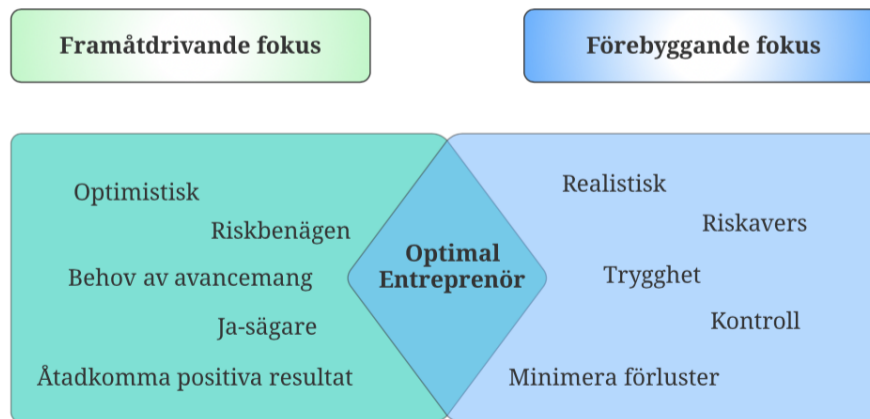 Framåtdrivande fokus
Förebyggande fokus
Optimistisk
Riskbenägen
Behov av avancemang
Ja-sägare
Åtadkomma positiva resultat
Optimal
Entreprenör
Realistisk
Riskavers
Trygghet
Kontroll
Minimera förluster